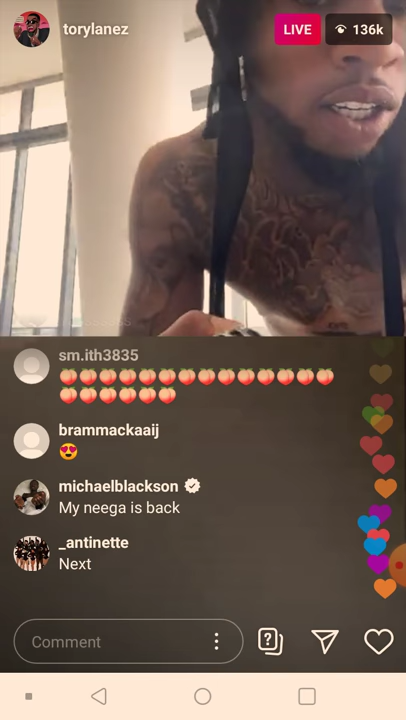 torylanez
LIVE
136k
sm.ith3835
🍑🍑🍑🍑🍑🍑🍑🍑🍑🍑🍑🍑🍑🍑
🍑🍑🍑🍑🍑🍑
brammackaaij
😍
michaelblackson
My neega is back
_antinette
Next
Comment